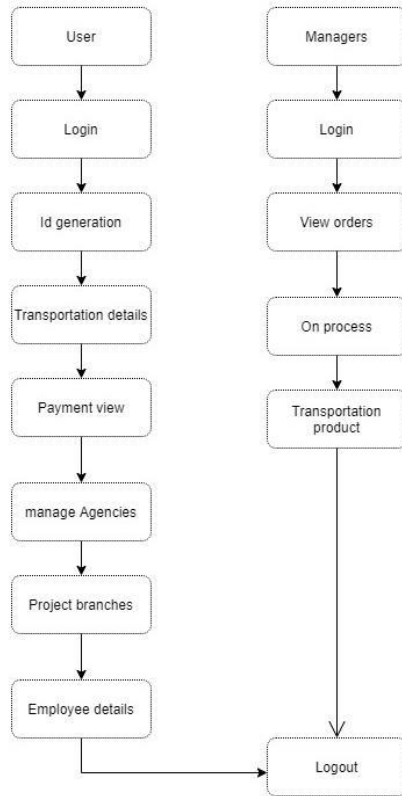 User
Login
Id generation
Transportation details
Payment view
manage Agencies
Project branches
Employee details
Managers
Login
View orders
On process
Transportation
product
Logout